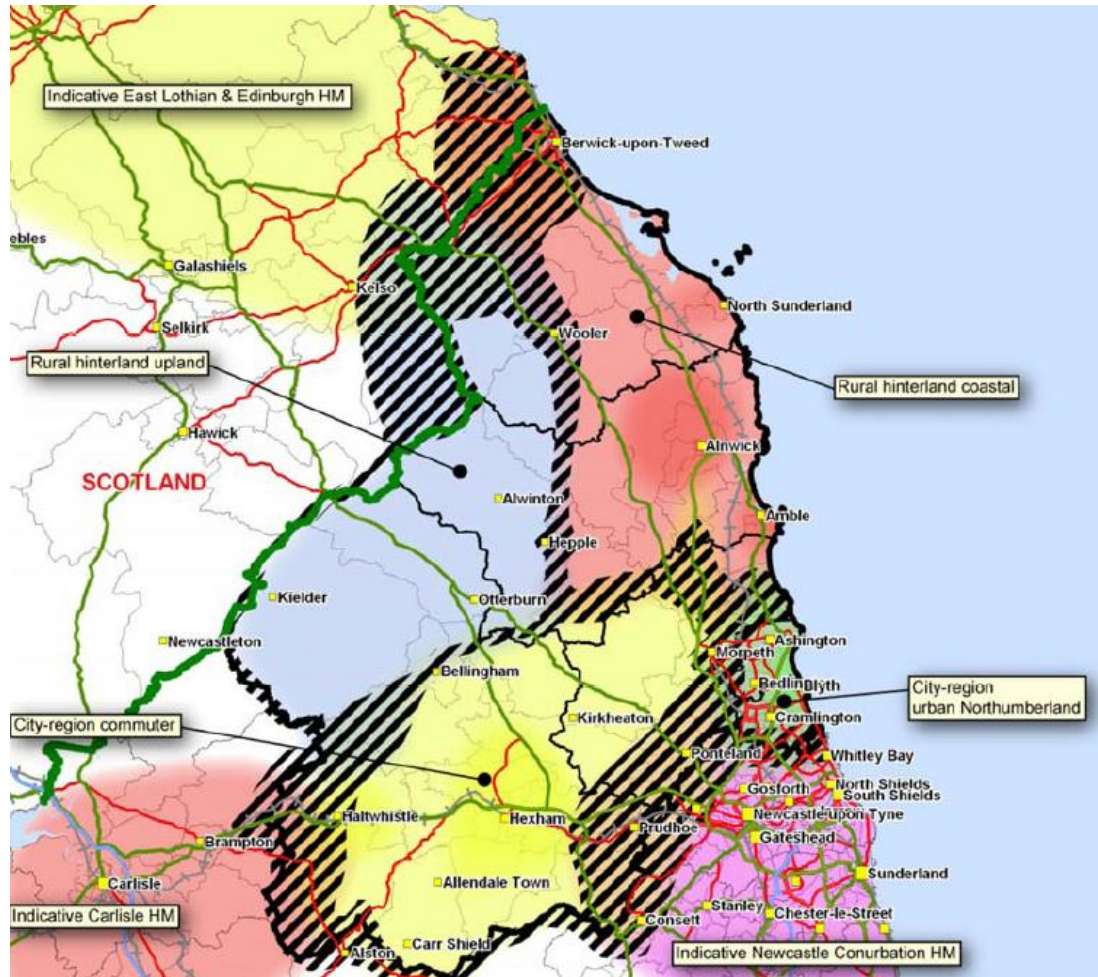 Indicative East Lothian & Edinburgh HM
Berwick-upon-Tweed
ebles
Galashiels
Kelso
North Sunderland
Selkirk
Wooler
Rural hinterland upland
Rural hinterland coastal
Hawick
Alnwick
SCOTLAND
Alwinton
Amble
Hepple
Kielder
Otterburn
Newcastleton
Ashington
Morpeth
Bellingham
Bedlin
Blyth
City-region
urban Northumberland
City-region commuter
Kirkheaton
Cramlington
Ponteland
Whitley Bay
Gosforth
North Shields
South Shields
Haltwhistle
Hexham
Prudhoe
Newcastle upon Tyne
Brampton
Gateshead
Carlisle
Allendale Town
Sunderland
Indicative Carlisle HM
Stanley
Chester-le-Street
Consett
Carr Shield
Alston
Indicative Newcastle Conurbation HM